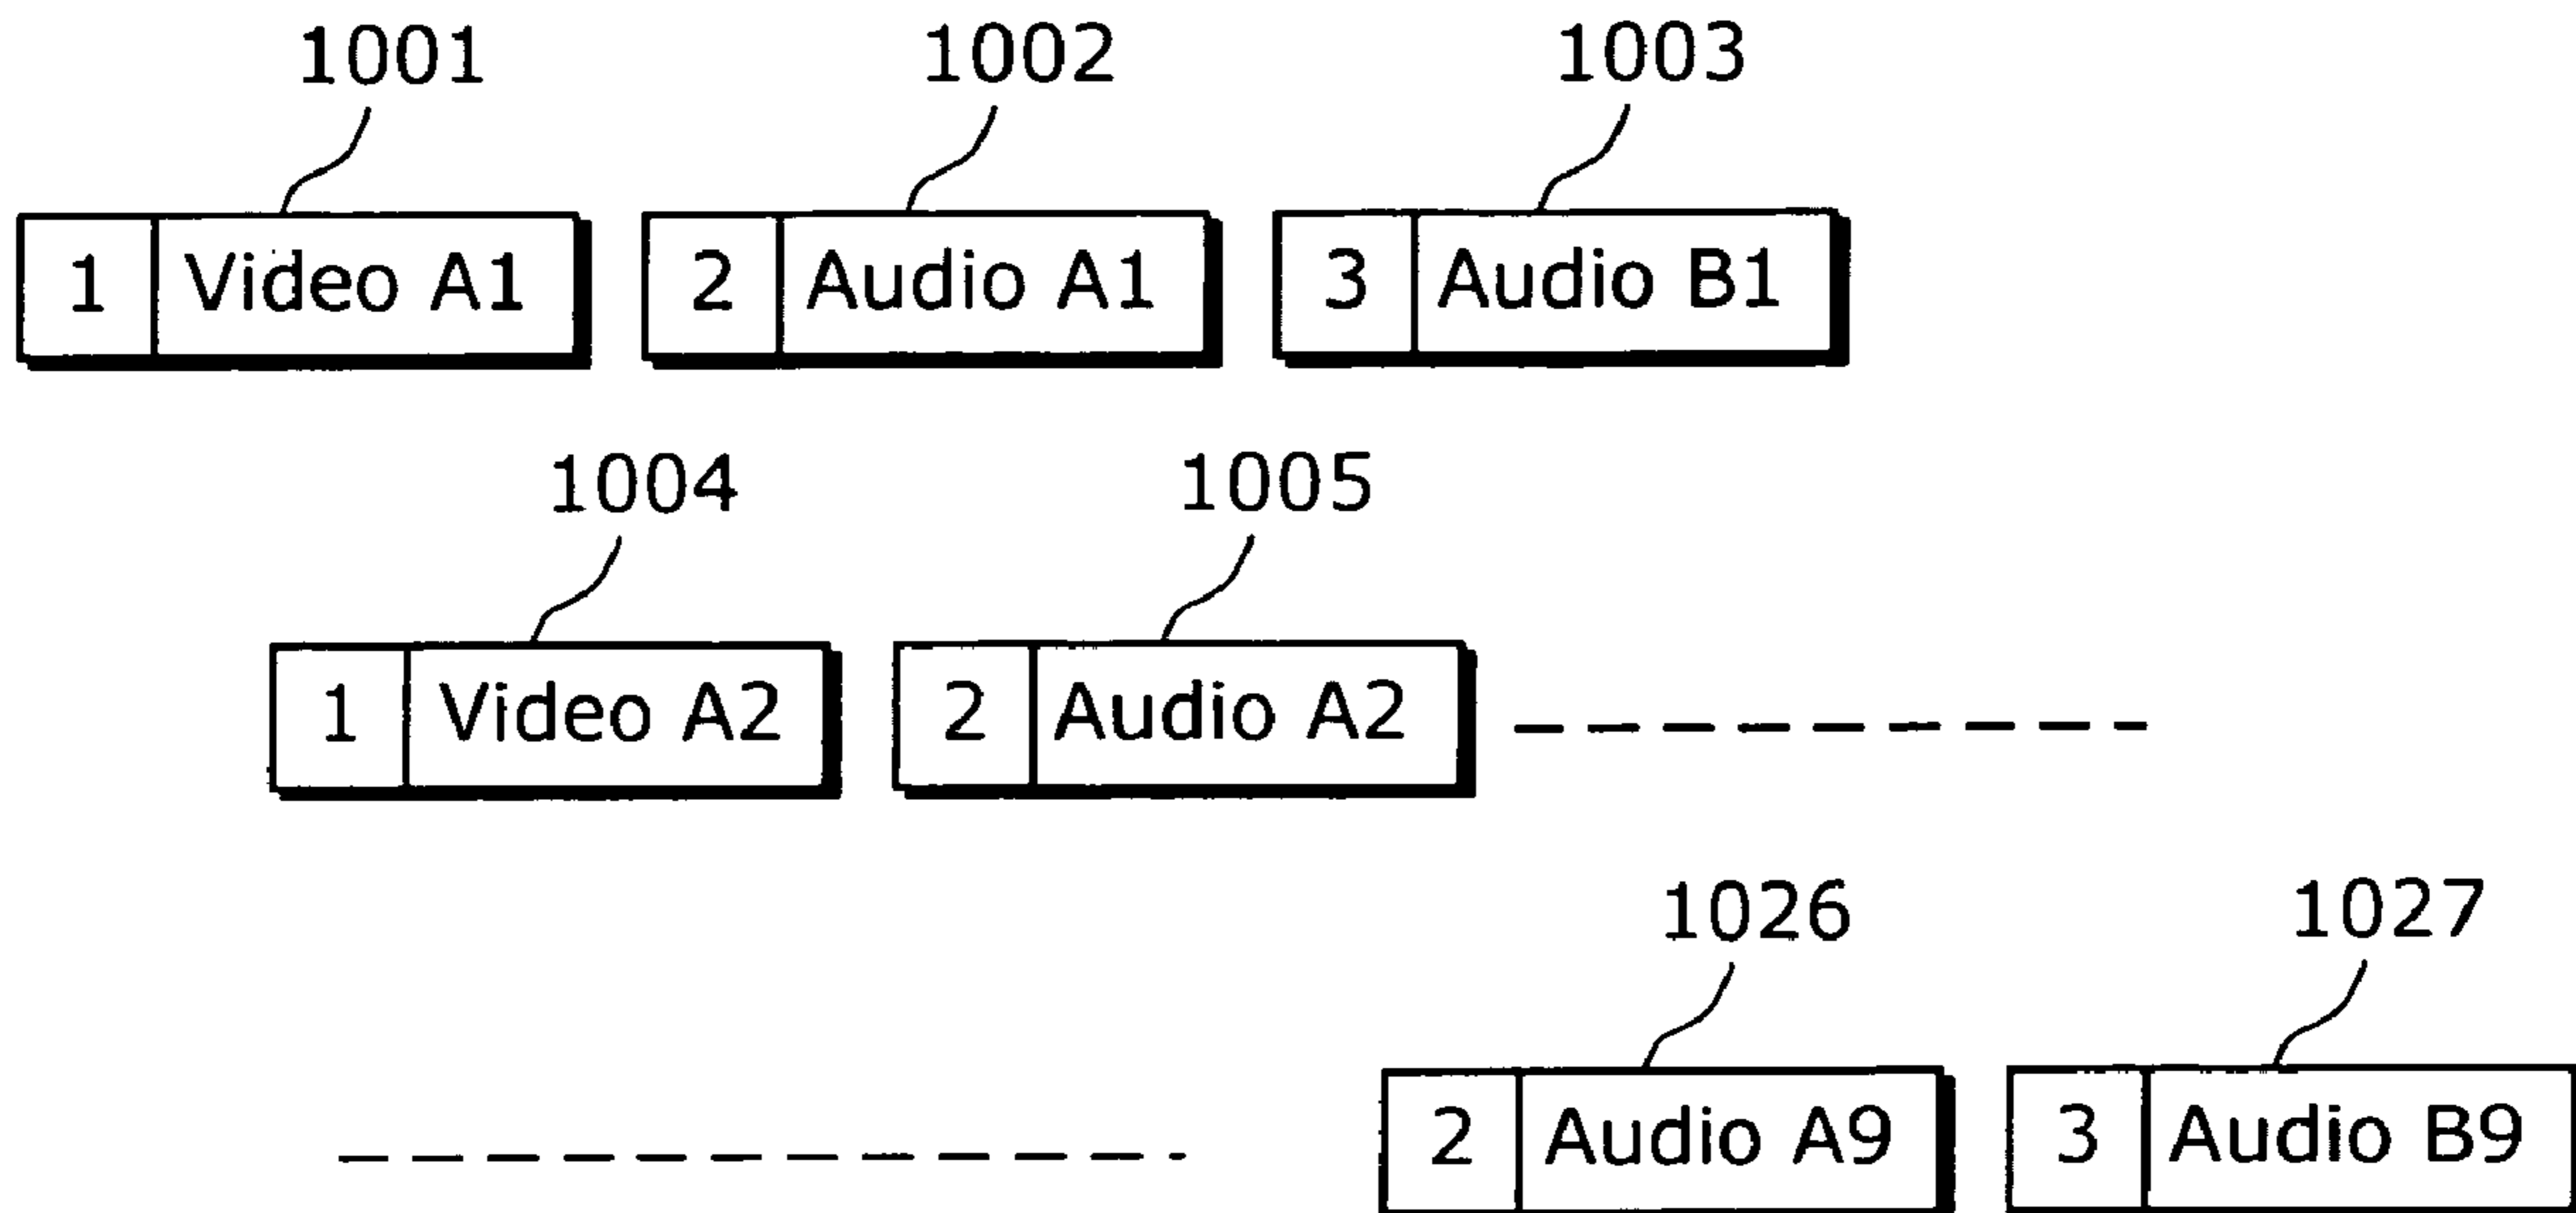 1001 1002 1003
1 Video A1 2 Audio A1 3 Audio B1
1004 1005
1 Video A2 2 Audio A2
1026 1027
2 Audio A9 3 Audio B9